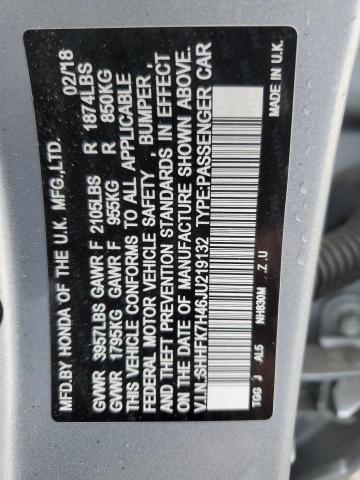 MFD.BY HONDA OF THE U.K. MFG.,LTD. 02/18
GVWR 3957LBS GAWR F 2105LBS R 1874LBS
GVWR 1795KG GAWR F 955KG R 850KG
THIS VEHICLE CONFORMS TO ALL APPLICABLE
FEDERAL MOTOR VEHICLE SAFETY , BUMPER ,
AND THEFT PREVENTION STANDARDS IN EFFECT
ON THE DATE OF MANUFACTURE SHOWN ABOVE.
V.I.N.:SHHFK7H46JU219132 TYPE:PASSENGER CAR
TGG J AL5 NH830M .Z.U MADE IN U.K.